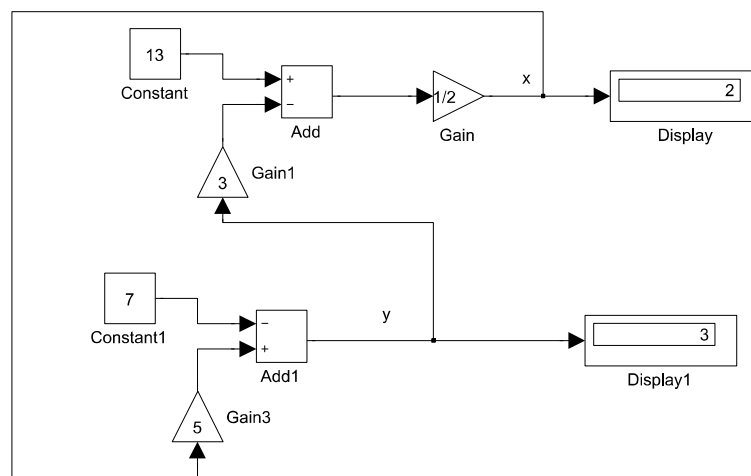 13
Constant
+
−
Add
1/2
Gain
x
2
Display
3
Gain1
7
Constant1
−
+
Add1
y
3
Display1
5
Gain3